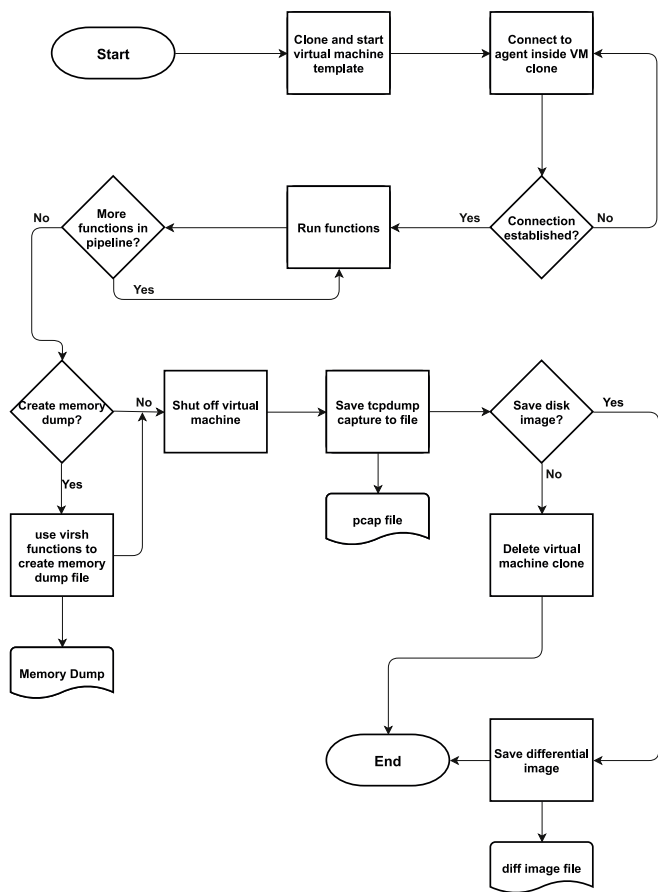 Start
Clone and start
virtual machine
template
Connect to
agent inside VM
clone
No
More
functions in
pipeline?
Run functions
Yes
Connection
established?
No
Yes
Create memory
dump?
No
Shut off virtual
machine
Save tcpdump
capture to file
Save disk
image?
Yes
Yes
No
use virsh
functions to
create memory
dump file
pcap file
Delete virtual
machine clone
Memory Dump
End
Save differential
image
diff image file